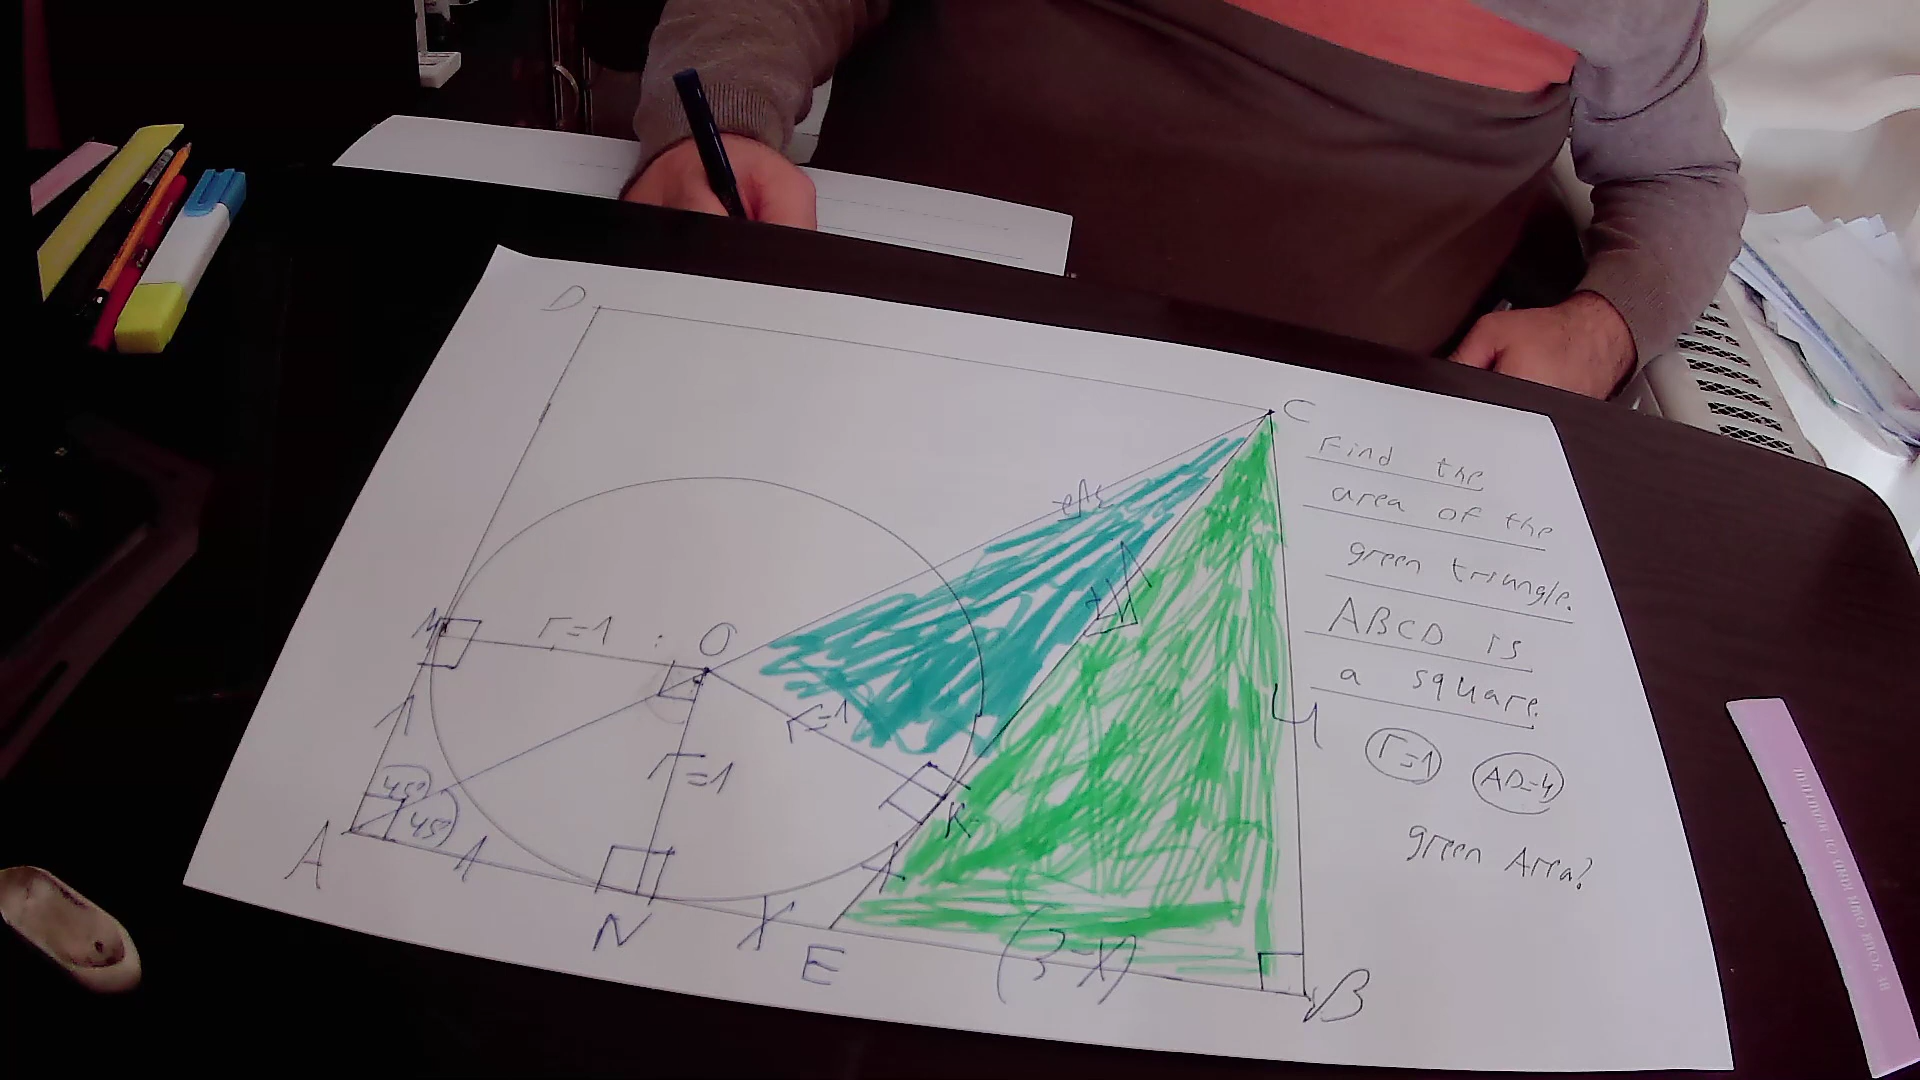 D
C
Find the
area of the
green triangle.
ABCD is
a square.
r=1
AD=4
green Area?
M
r=1
O
r=1
r=1
1
45°
45°
A
1
N
X
E
K
(3-X)
4
B